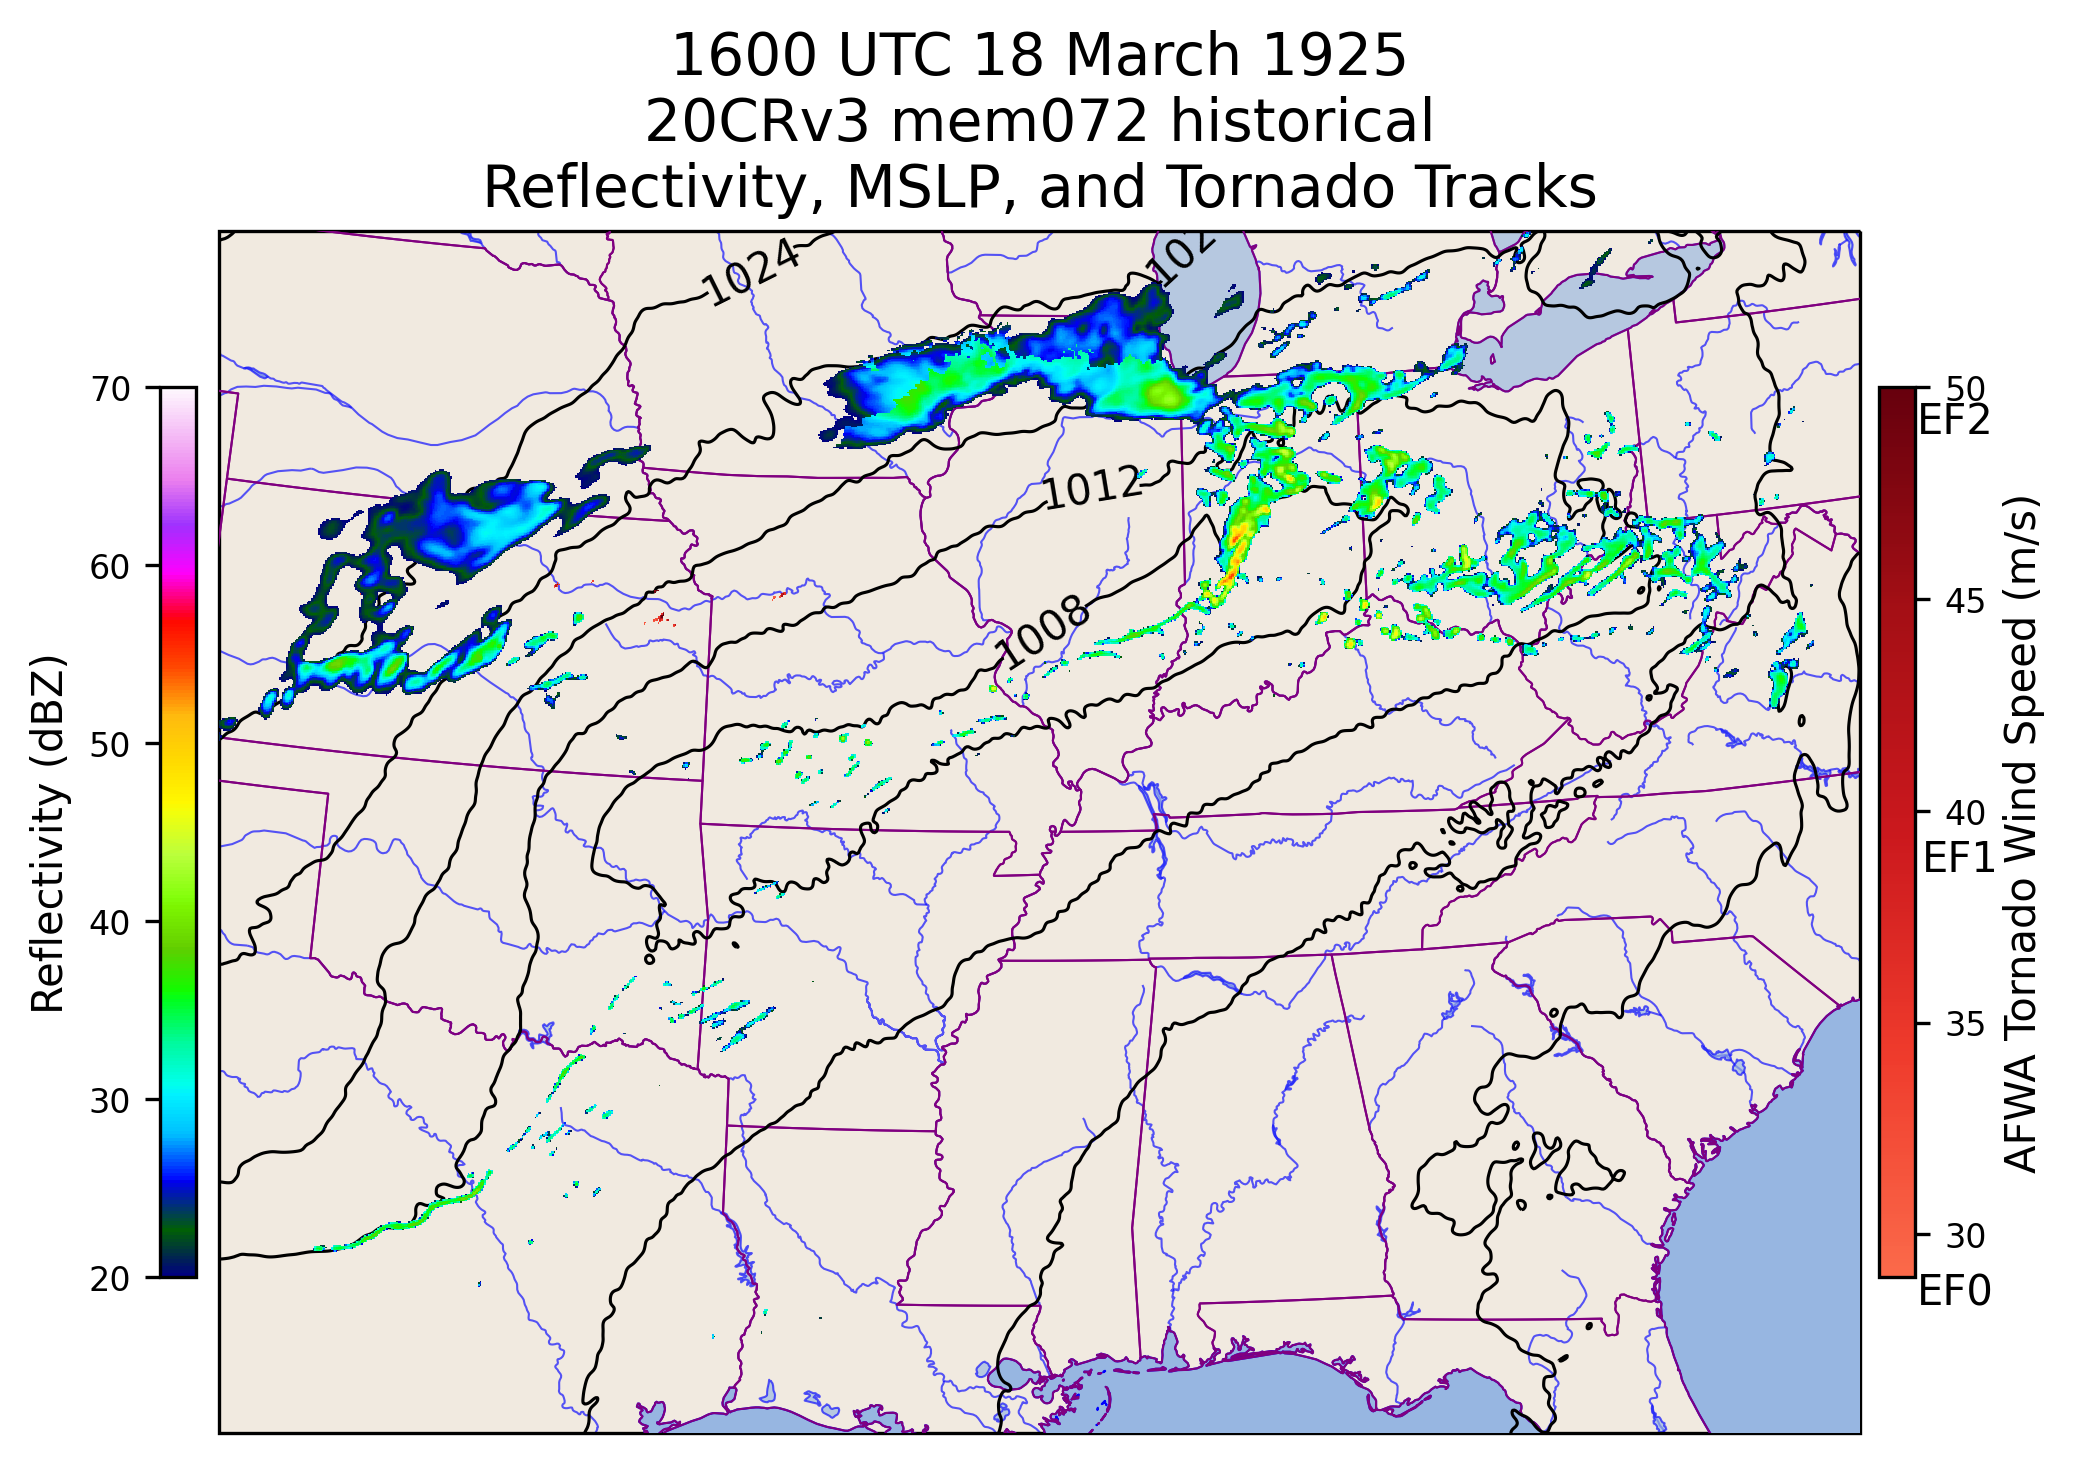 1600 UTC 18 March 1925
20CRv3 mem072 historical
Reflectivity, MSLP, and Tornado Tracks
1024
102
1012
1008
70
60
50
40
30
20
Reflectivity (dBZ)
50
EF2
45
40
EF1
35
30
EF0
AFWA Tornado Wind Speed (m/s)